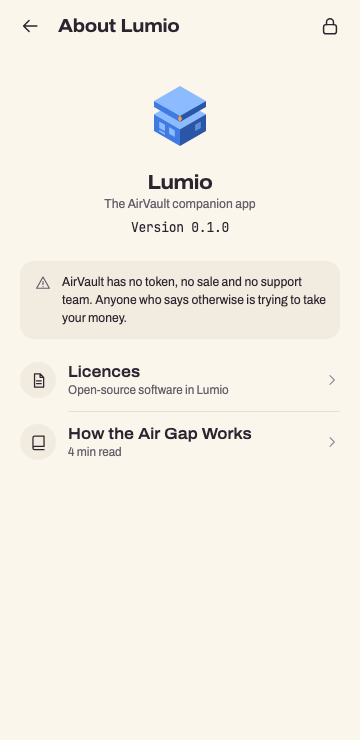 About Lumio
Lumio
The AirVault companion app
Version 0.1.0
AirVault has no token, no sale and no support
team. Anyone who says otherwise is trying to take
your money.
Licences
Open-source software in Lumio
How the Air Gap Works
4 min read